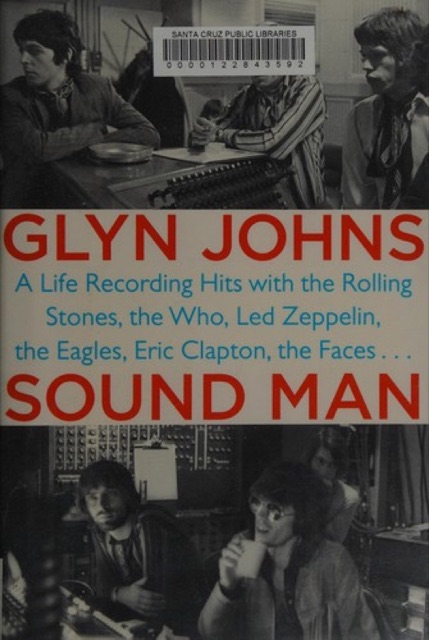 SANTA CRUZ PUBLIC LIBRARIES
0000122843592
GLYN JOHNS
A Life Recording Hits with the Rolling
Stones, the Who, Led Zeppelin,
the Eagles, Eric Clapton, the Faces...
SOUND MAN